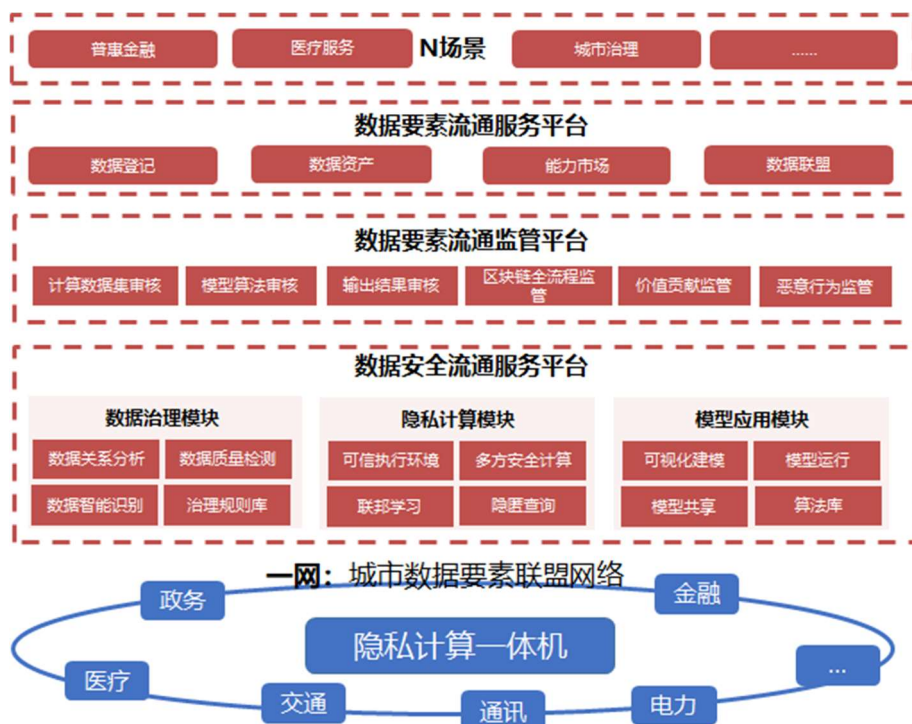 普惠金融 医疗服务 N场景 城市治理 ......
数据要素流通服务平台
数据登记 数据资产 能力市场 数据联盟
数据要素流通监管平台
计算数据集审核 模型算法审核 输出结果审核 区块链全流程监管 价值贡献监管 恶意行为监管
数据安全流通服务平台
数据治理模块 隐私计算模块 模型应用模块
数据关系分析 数据质量检测 可信执行环境 多方安全计算 可视化建模 模型运行
数据智能识别 治理规则库 联邦学习 隐匿查询 模型共享 算法库
一网：城市数据要素联盟网络
政务 金融
隐私计算一体机
医疗 ...
交通 通讯 电力